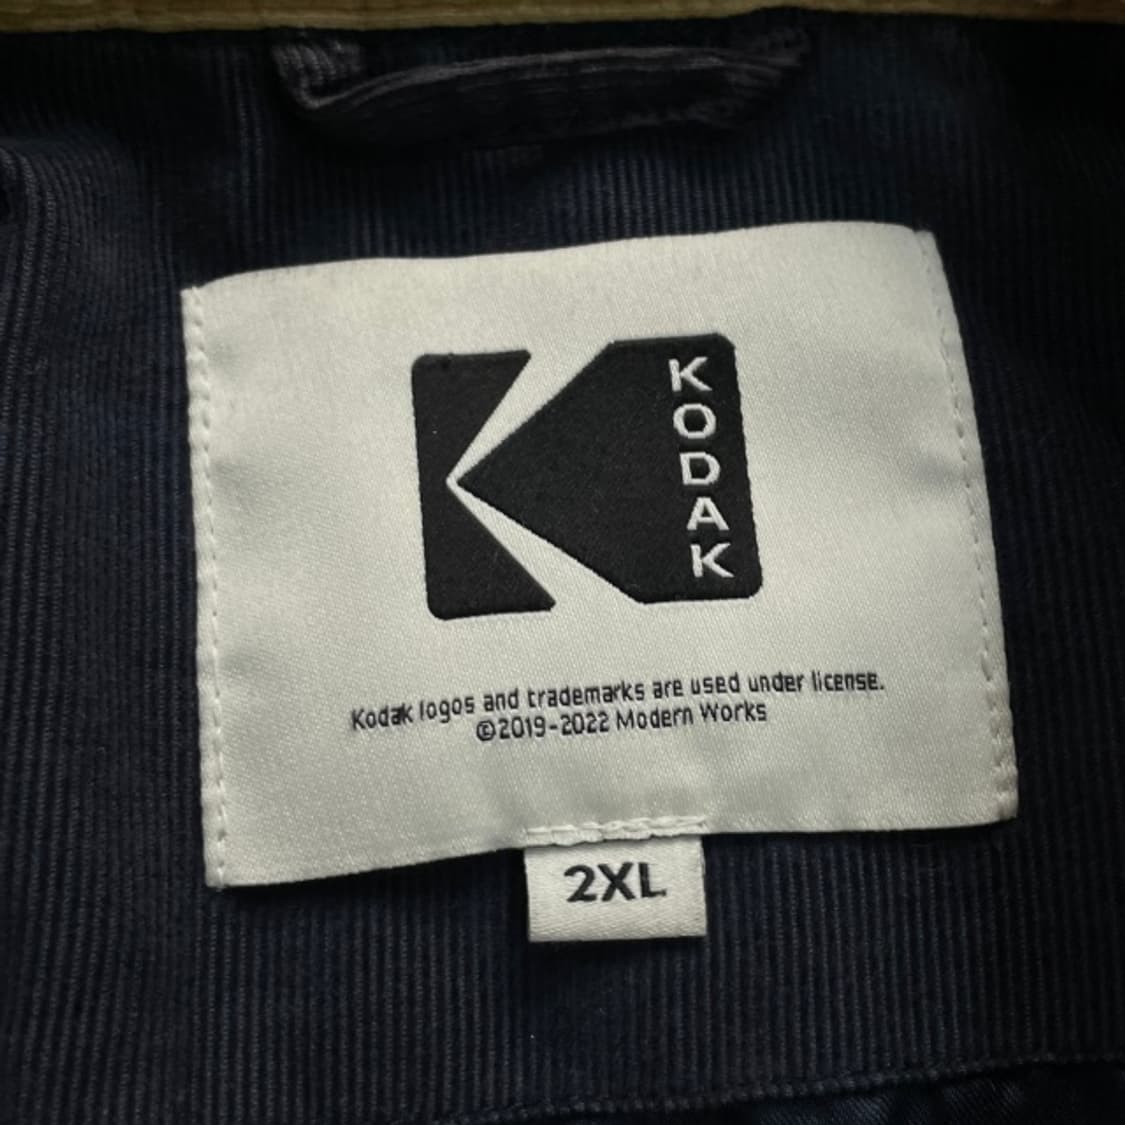 KODAK
Kodak logos and trademarks are used under license.
©2019-2022 Modern Works
2XL